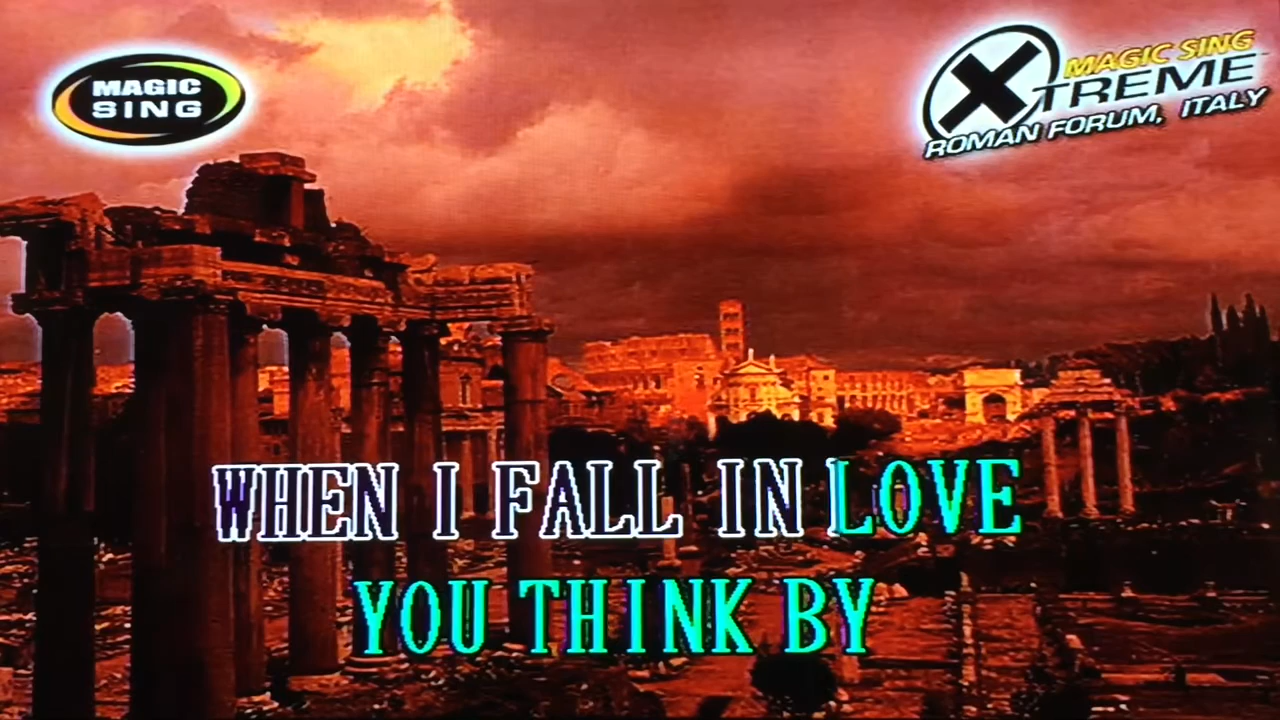 MAGIC
SING
MAGIC SING
XTREME
ROMAN FORUM, ITALY
WHEN I FALL IN LOVE
YOU THINK BY